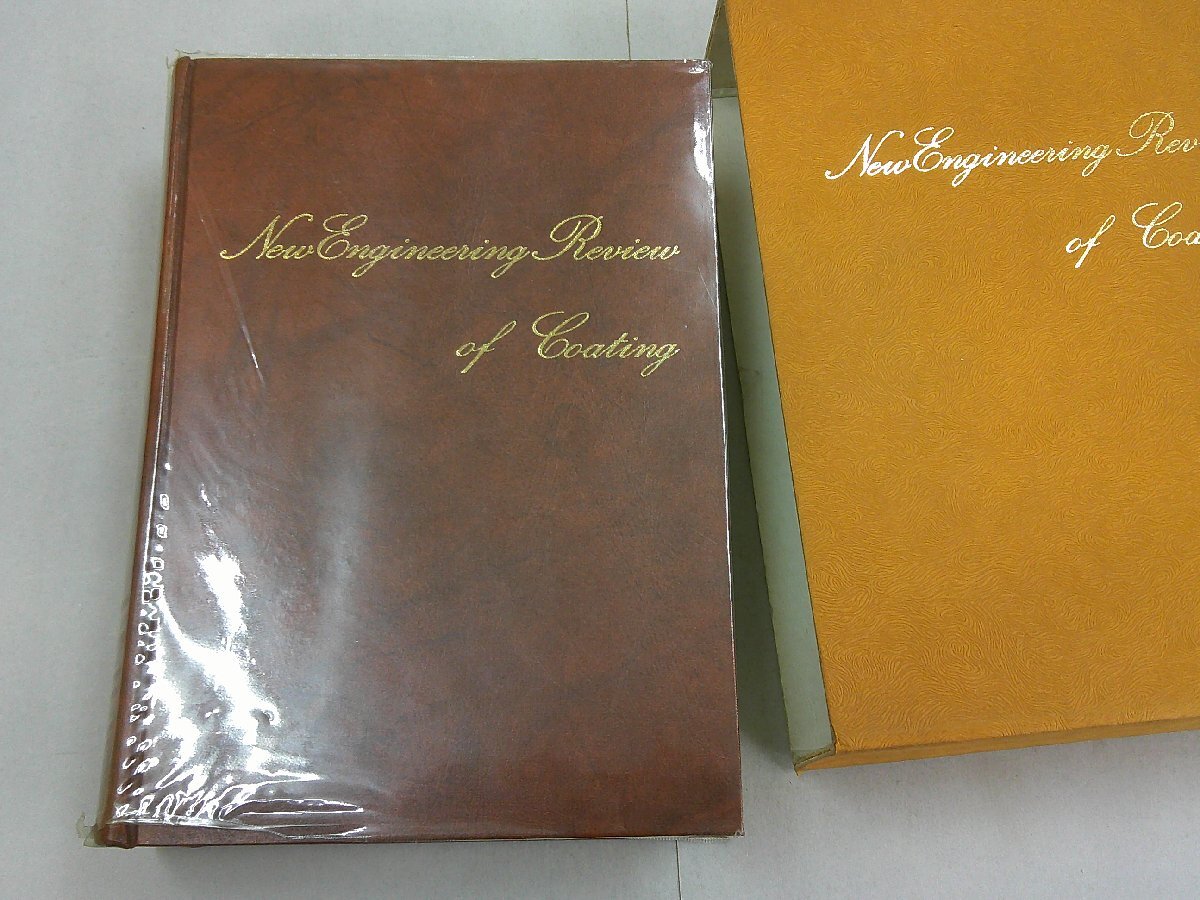 New Engineering Review
of Coating
New Engineering Rev
of Coa